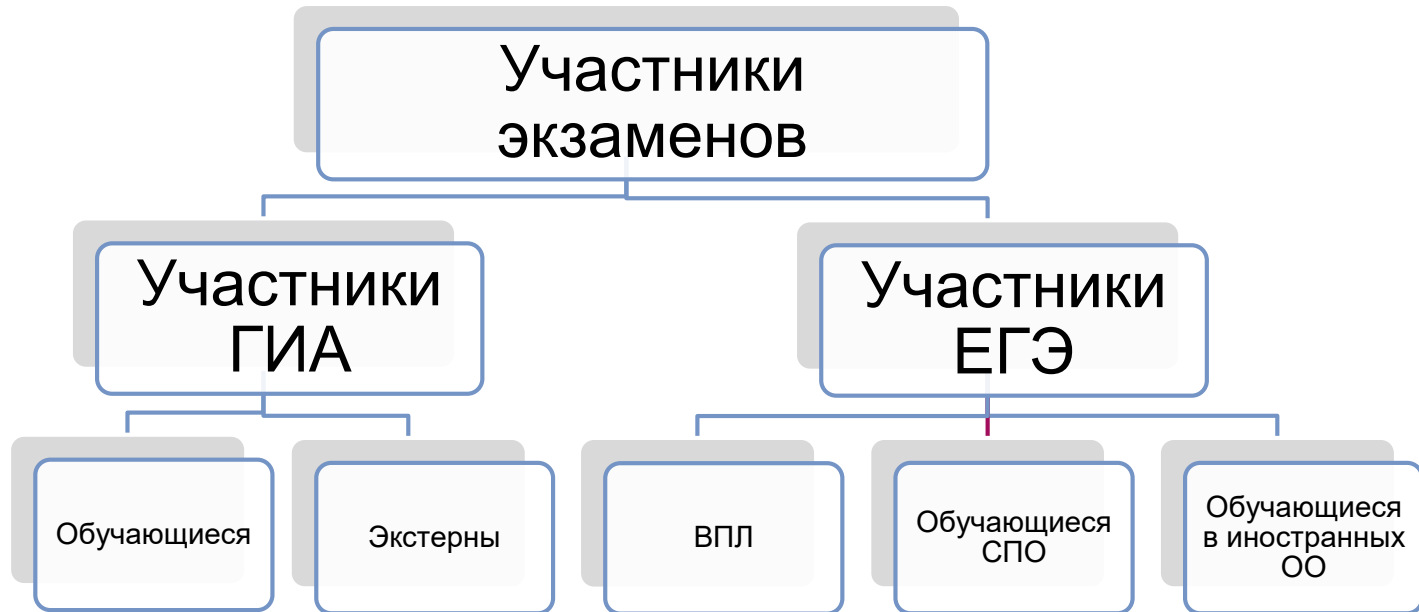 Участники
экзаменов
Участники
ГИА
Участники
ЕГЭ
Обучающиеся
Экстерны
ВПЛ
Обучающиеся
СПО
Обучающиеся
в иностранных
ОО